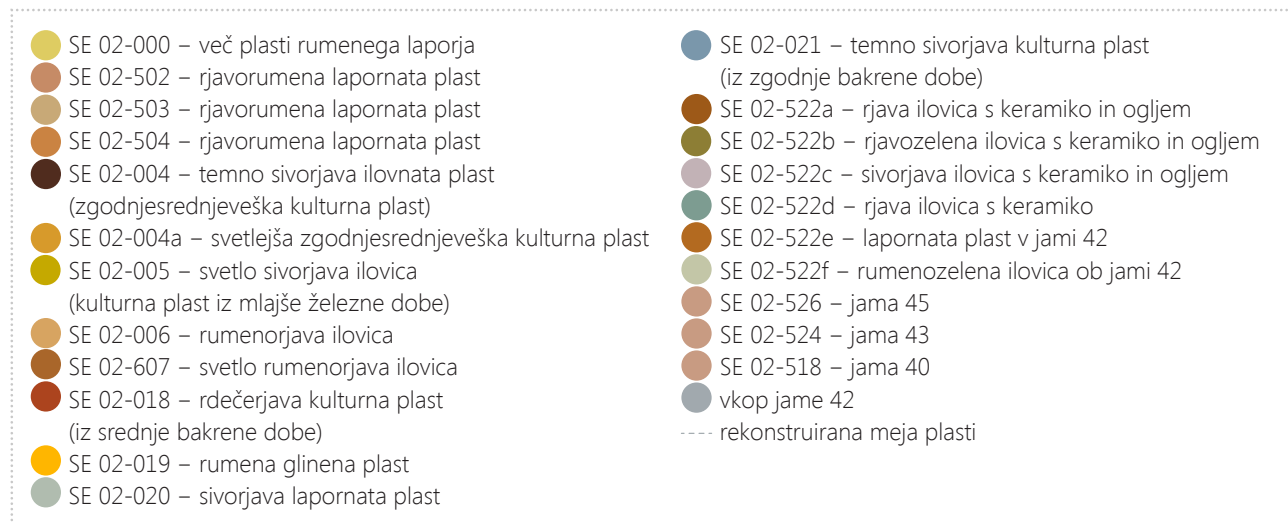 SE 02-000 – več plasti rumenega laporja
SE 02-502 – rjavorumena lapornata plast
SE 02-503 – rjavorumena lapornata plast
SE 02-504 – rjavorumena lapornata plast
SE 02-004 – temno sivorjava ilovnata plast
(zgodnjesrednjeveška kulturna plast)
SE 02-004a – svetlejša zgodnjesrednjeveška kulturna plast
SE 02-005 – svetlo sivorjava ilovica
(kulturna plast iz mlajše železne dobe)
SE 02-006 – rumenorjava ilovica
SE 02-607 – svetlo rumenorjava ilovica
SE 02-018 – rdečerjava kulturna plast
(iz srednje bakrene dobe)
SE 02-019 – rumena glinena plast
SE 02-020 – sivorjava lapornata plast
SE 02-021 – temno sivorjava kulturna plast
(iz zgodnje bakrene dobe)
SE 02-522a – rjava ilovica s keramiko in ogljem
SE 02-522b – rjavozelena ilovica s keramiko in ogljem
SE 02-522c – sivorjava ilovica s keramiko in ogljem
SE 02-522d – rjava ilovica s keramiko
SE 02-522e – lapornata plast v jami 42
SE 02-522f – rumenozelena ilovica ob jami 42
SE 02-526 – jama 45
SE 02-524 – jama 43
SE 02-518 – jama 40
vkop jame 42
rekonstruirana meja plasti